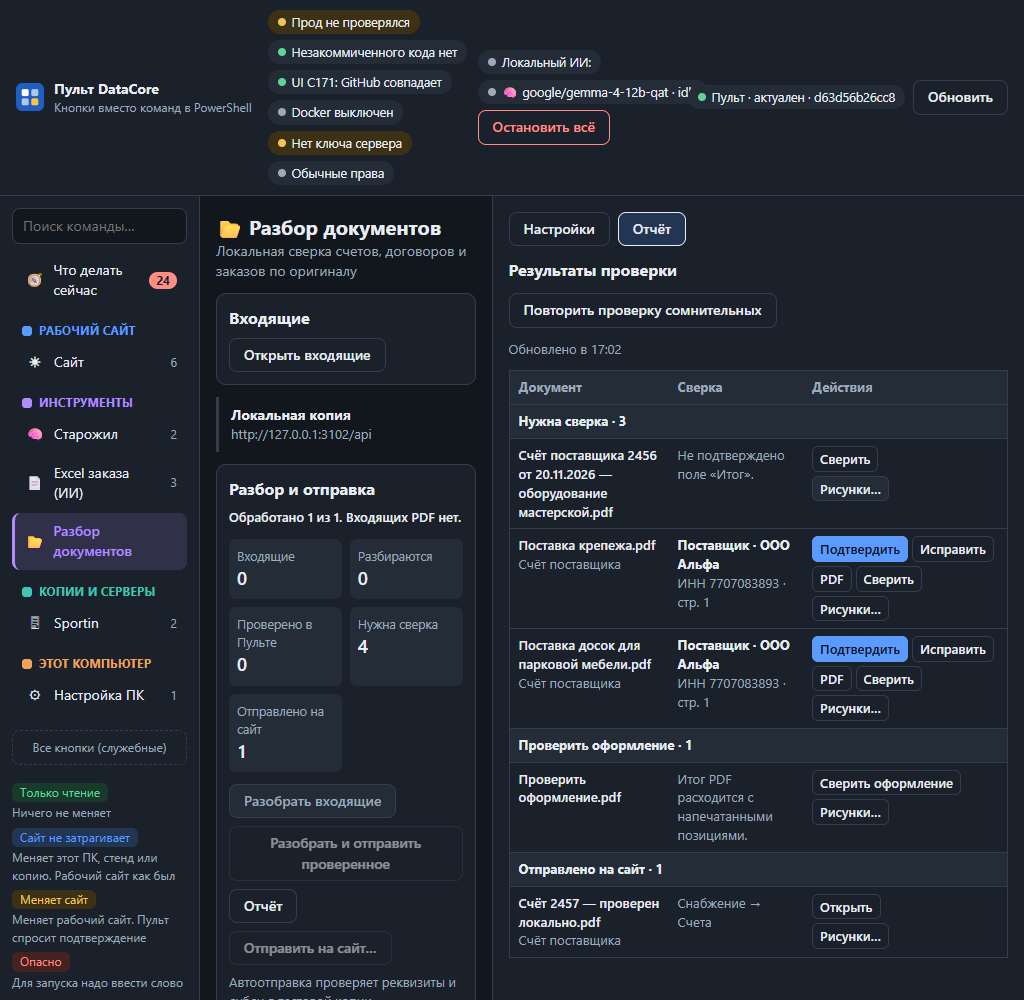 Пульт DataCore
Кнопки вместо команд в PowerShell
Прод не проверялся
Незакоммиченного кода нет
UI C171: GitHub совпадает
Docker выключен
Нет ключа сервера
Обычные права
Локальный ИИ:
google/gemma-4-12b-qat ·
Остановить всё
Пульт · актуален · d63d56b26cc8
Обновить
Поиск команды...
Что делать
сейчас
24
РАБОЧИЙ САЙТ
Сайт 6
ИНСТРУМЕНТЫ
Старожил 2
Excel заказа
(ИИ)
3
Разбор
документов
КОПИИ И СЕРВЕРЫ
Sportin 2
ЭТОТ КОМПЬЮТЕР
Настройка ПК 1
Все кнопки (служебные)
Только чтение
Ничего не меняет
Сайт не затрагивает
Меняет этот ПК, стенд или
копию. Рабочий сайт как был
Меняет сайт
Меняет рабочий сайт. Пульт
спросит подтверждение
Опасно
Для запуска надо ввести слово
Разбор документов
Локальная сверка счетов, договоров и
заказов по оригиналу
Входящие
Открыть входящие
Локальная копия
http://127.0.0.1:3102/api
Разбор и отправка
Обработано 1 из 1. Входящих PDF нет.
Входящие
0
Разбираются
0
Проверено в
Пульте
0
Нужна сверка
4
Отправлено на
сайт
1
Разобрать входящие
Разобрать и отправить
проверенное
Отчёт
Отправить на сайт...
Автоотправка проверяет реквизиты и
Настройки
Отчёт
Результаты проверки
Повторить проверку сомнительных
Обновлено в 17:02
Документ Сверка Действия
Нужна сверка · 3
Счёт поставщика 2456
от 20.11.2026 —
оборудование
мастерской.pdf
Не подтверждено
поле «Итог».
Сверить
Рисунки...
Поставка крепежа.pdf
Счёт поставщика
Поставщик · ООО
Альфа
ИНН 7707083893 ·
стр. 1
Подтвердить Исправить
PDF Сверить
Рисунки...
Поставка досок для
парковой мебели.pdf
Счёт поставщика
Поставщик · ООО
Альфа
ИНН 7707083893 ·
стр. 1
Подтвердить Исправить
PDF Сверить
Рисунки...
Проверить оформление · 1
Проверить
оформление.pdf
Итог PDF
расходится с
напечатанными
позициями.
Сверить оформление
Рисунки...
Отправлено на сайт · 1
Счёт 2457 — проверен
локально.pdf
Счёт поставщика
Снабжение →
Счета
Открыть
Рисунки...